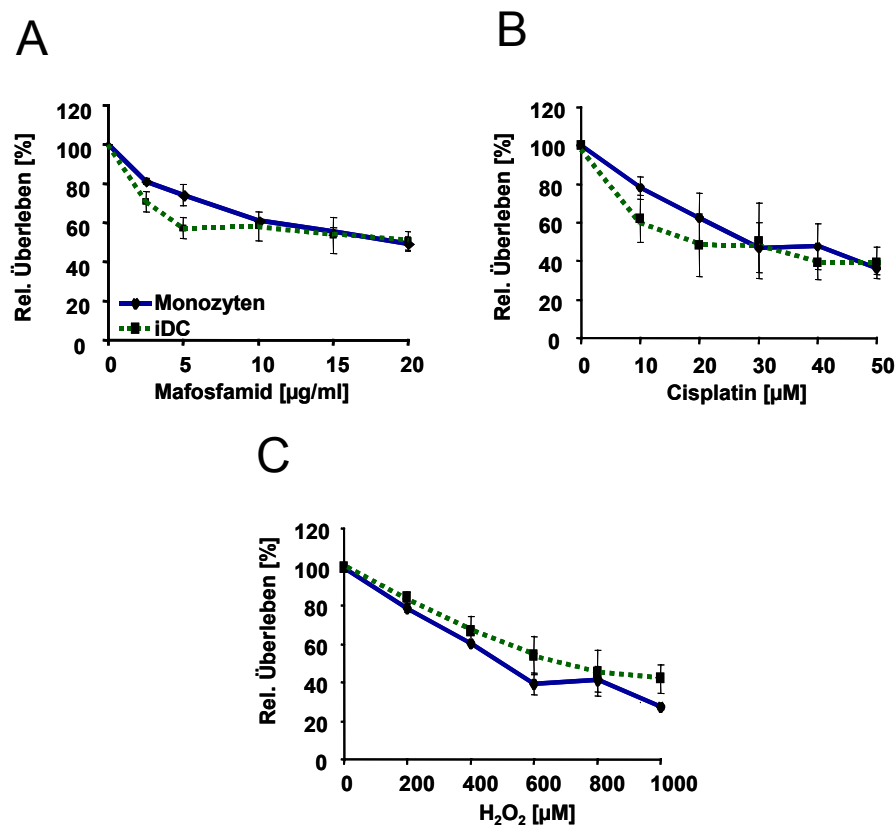 A
Rel. Überleben [%]
120
100
80
60
40
20
0
Monozyten
iDC
0 5 10 15 20
Mafosfamid [µg/ml]
B
Rel. Überleben [%]
120
100
80
60
40
20
0
0 10 20 30 40 50
Cisplatin [µM]
C
Rel. Überleben [%]
120
100
80
60
40
20
0
0 200 400 600 800 1000
H₂O₂ [µM]